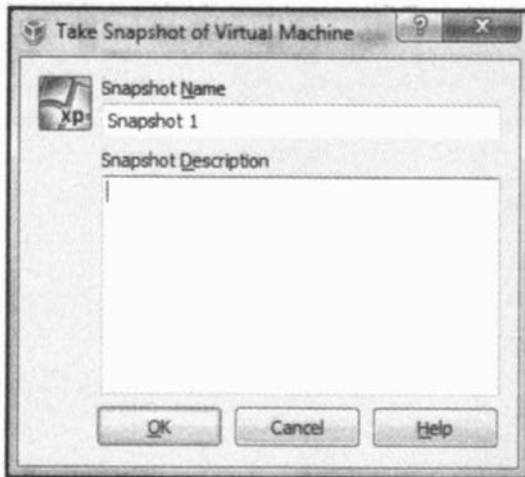 Take Snapshot of Virtual Machine
?
X
xp
Snapshot Name
Snapshot 1
Snapshot Description
OK
Cancel
Help